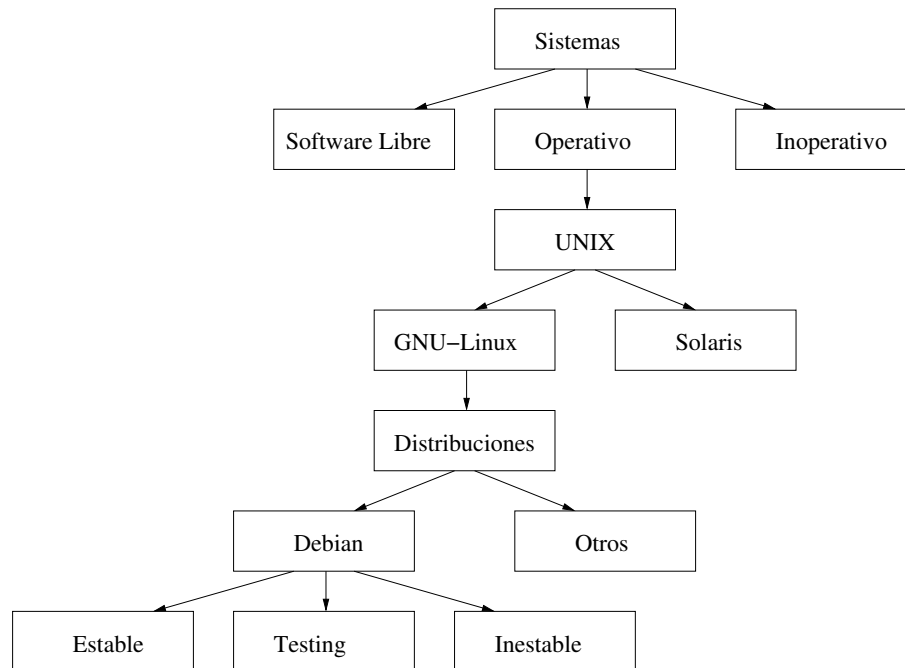 Sistemas
Software Libre
Operativo
Inoperativo
UNIX
GNU−Linux
Solaris
Distribuciones
Debian
Otros
Estable
Testing
Inestable